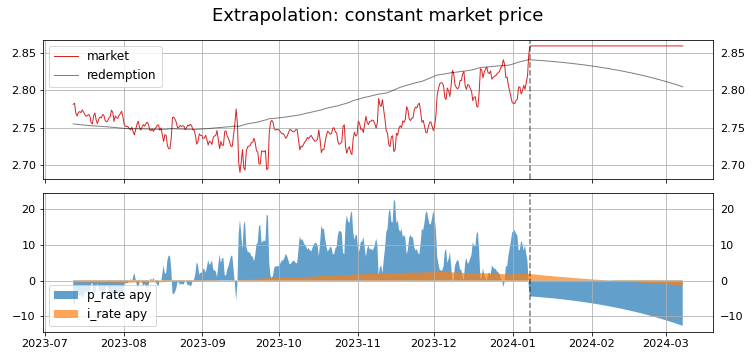 Extrapolation: constant market price
2.85 2.85
market
redemption
2.80 2.80
2.75 2.75
2.70 2.70
20 20
10 10
0 0
p_rate apy
i_rate apy
−10 −10
2023-07 2023-08 2023-09 2023-10 2023-11 2023-12 2024-01 2024-02 2024-03